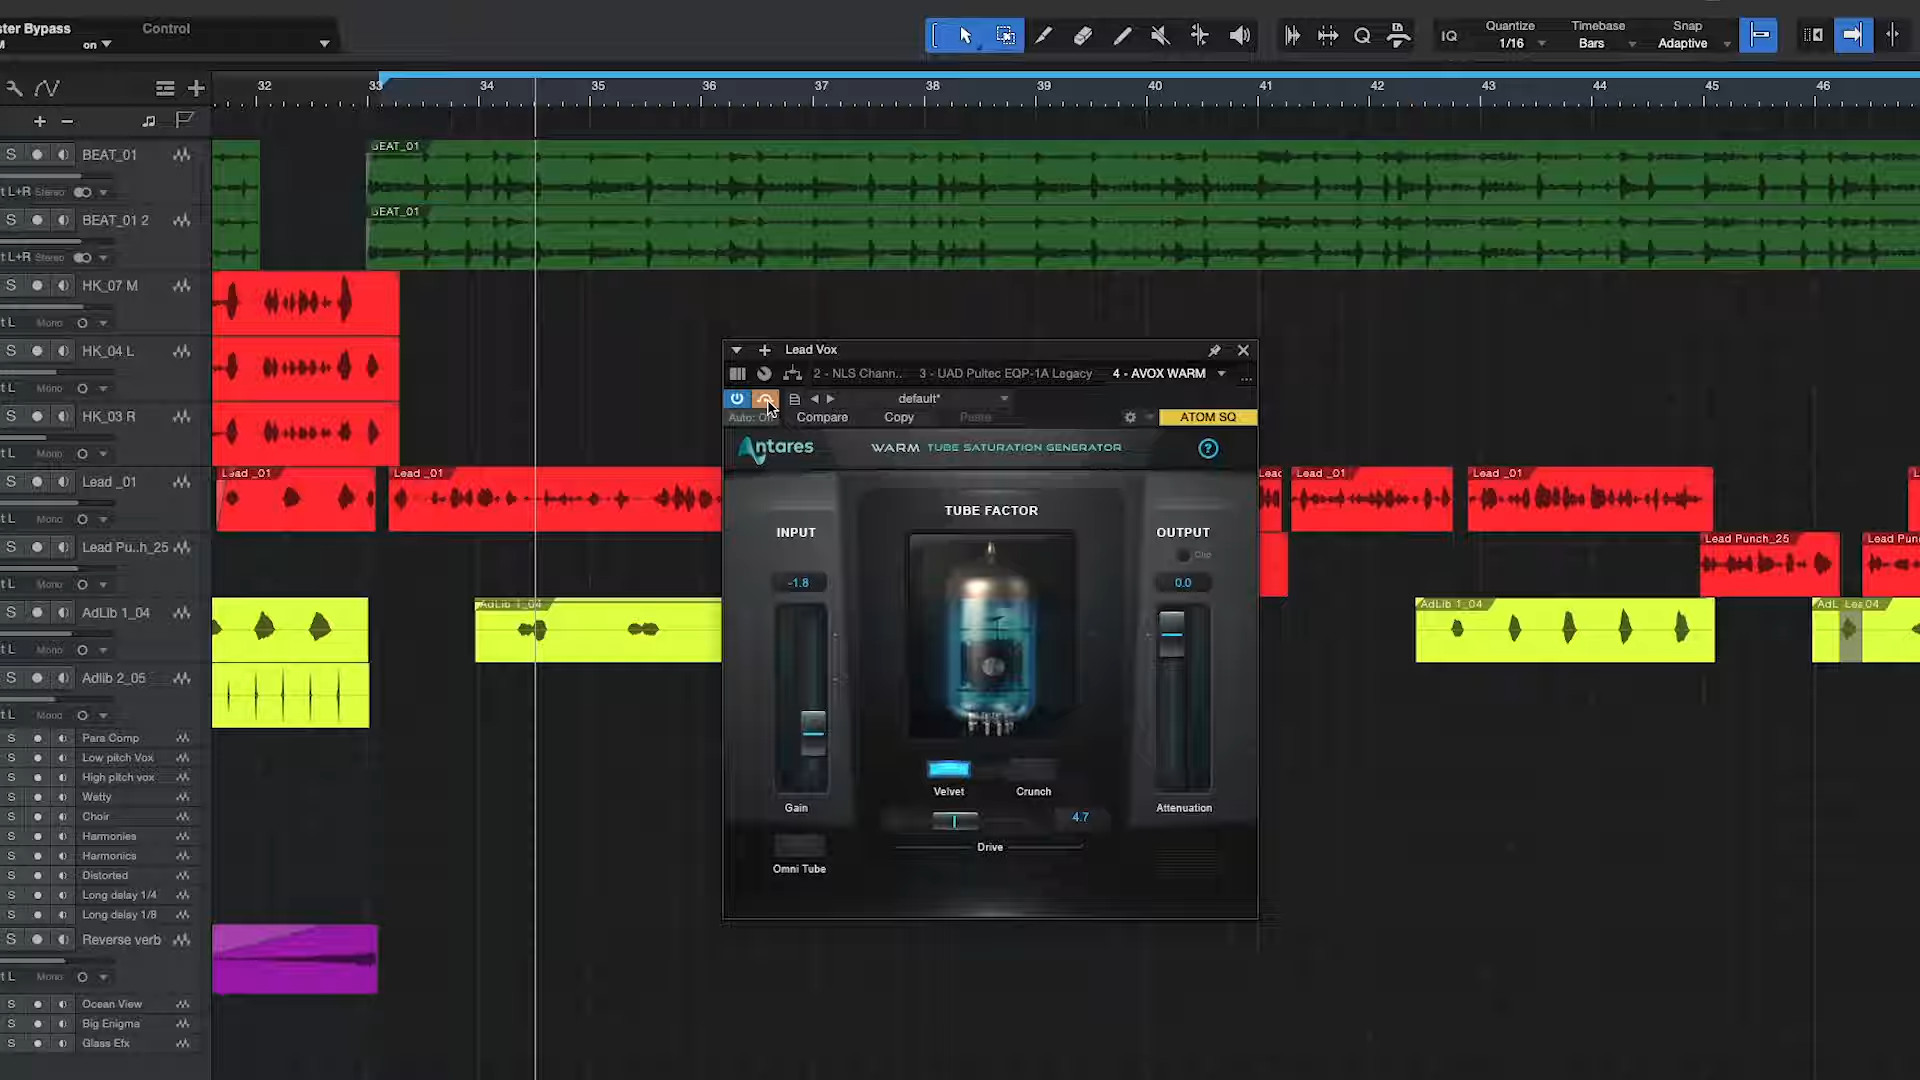 ster Bypass
Control
on
Quantize
Timebase
Snap
IQ
1/16
Bars
Adaptive
32 33 34 35 36 37 38 39 40 41 42 43 44 45 46
S BEAT_01
BEAT_01
t L+R Stereo
S BEAT_01 2
BEAT_01
t L+R Stereo
S HK_07 M
t L Mono
S HK_04 L
t L Mono
S HK_03 R
t L Mono
S Lead _01
Lead _01
Lead _01
Lead
Lead _01
Lead _01
t L Mono
S Lead Pu..h_25
Lead Punch_25
Lead Pun
t L Mono
S AdLib 1_04
AdLib 1_04
AdLib 1_04
t L Mono
S Adlib 2_05
t L Mono
S Para Comp
S Low pitch Vox
S High pitch vox
S Watty
S Choir
S Harmonies
S Harmonics
S Distorted
S Long delay 1/4
S Long delay 1/8
S Reverse verb
t L Mono
S Ocean View
S Big Enigma
S Glass Efx
Lead Vox
2 - NLS Chann.. 3 - UAD Pultec EQP-1A Legacy 4 - AVOX WARM
default*
Compare
Copy
Paste
ATOM SQ
Antares
WARM TUBE SATURATION GENERATOR
?
TUBE FACTOR
INPUT
OUTPUT
Clip
-1.8
0.0
Velvet
Crunch
Gain
Attenuation
4.7
Drive
Omni Tube